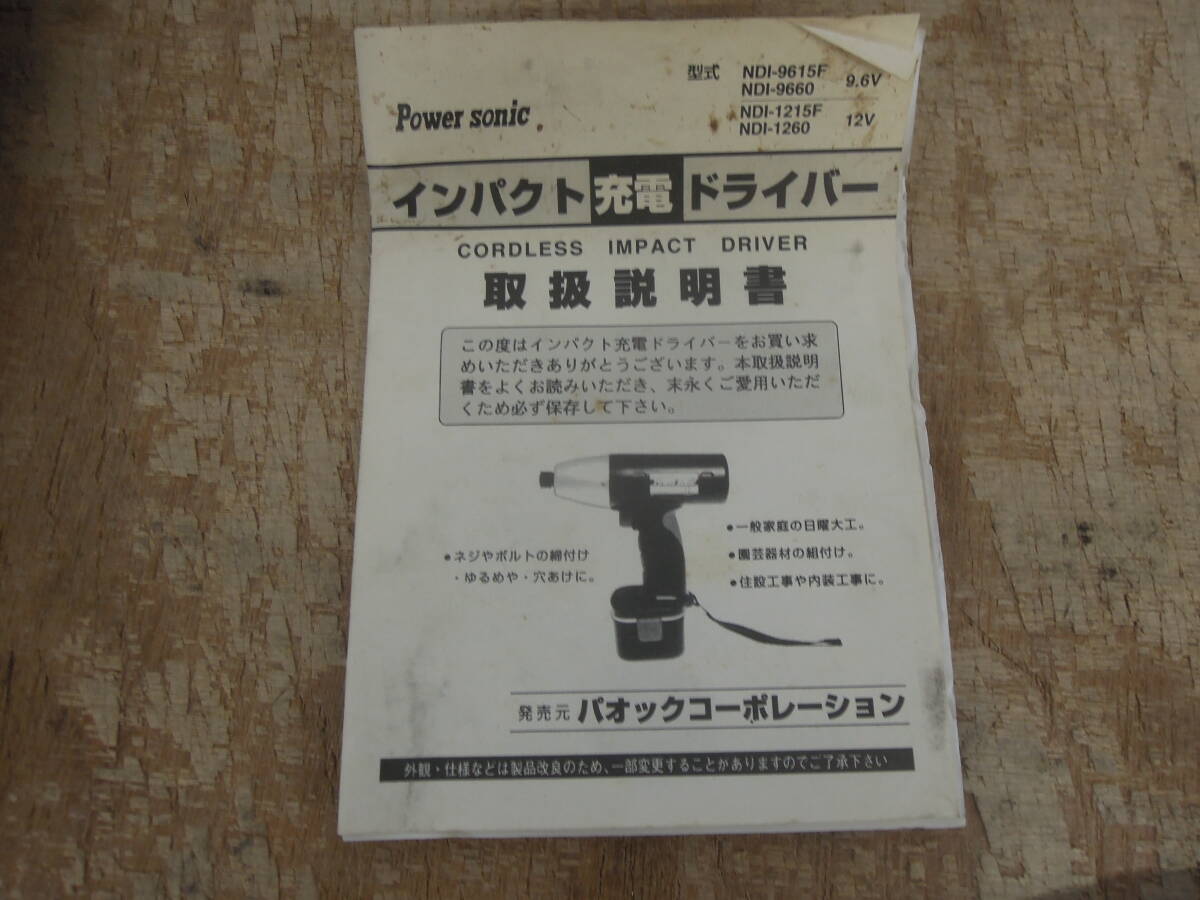 型式 NDI-9615F 9.6V
NDI-9660
NDI-1215F 12V
NDI-1260
Power sonic
インパクト充電ドライバー
CORDLESS IMPACT DRIVER
取扱説明書
この度はインパクト充電ドライバーをお買い求
めいただきありがとうございます。本取扱説明
書をよくお読みいただき、末永くご愛用いただ
くため必ず保存して下さい。
●ネジやボルトの締付け
・ゆるめや・穴あけに。
●一般家庭の日曜大工。
●園芸器材の組付け。
●住設工事や内装工事に。
発売元 パオックコーポレーション
外観・仕様などは製品改良のため、一部変更することがありますのでご了承下さい